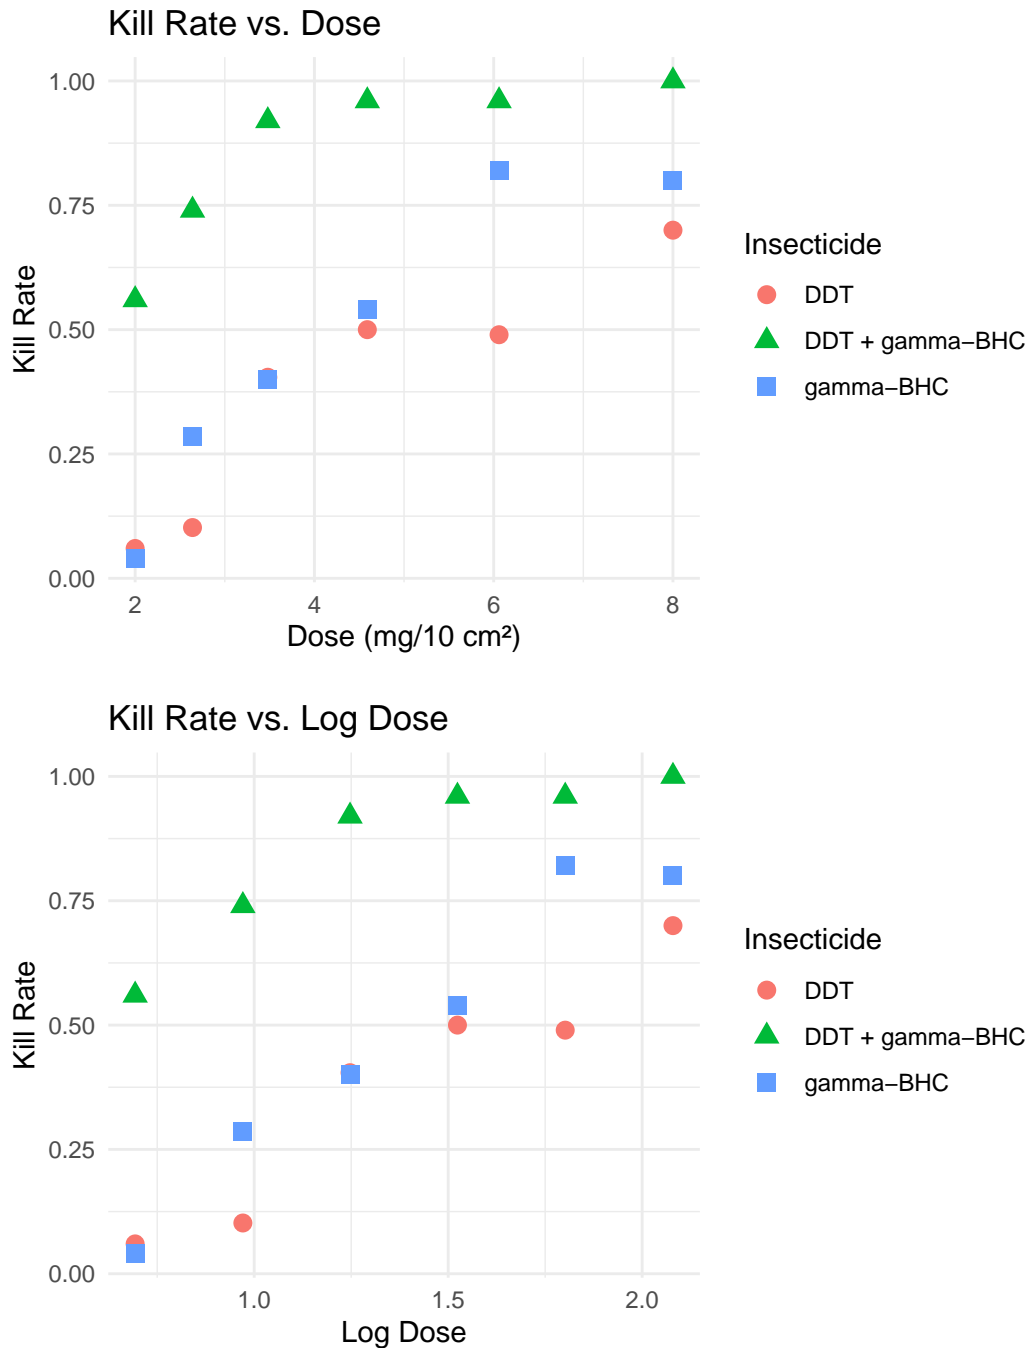 Kill Rate vs. Dose
1.00
0.75
0.50
0.25
0.00
Kill Rate
2 4 6 8
Dose (mg/10 cm²)
Insecticide
DDT
DDT + gamma−BHC
gamma−BHC
Kill Rate vs. Log Dose
1.00
0.75
0.50
0.25
0.00
Kill Rate
1.0 1.5 2.0
Log Dose
Insecticide
DDT
DDT + gamma−BHC
gamma−BHC